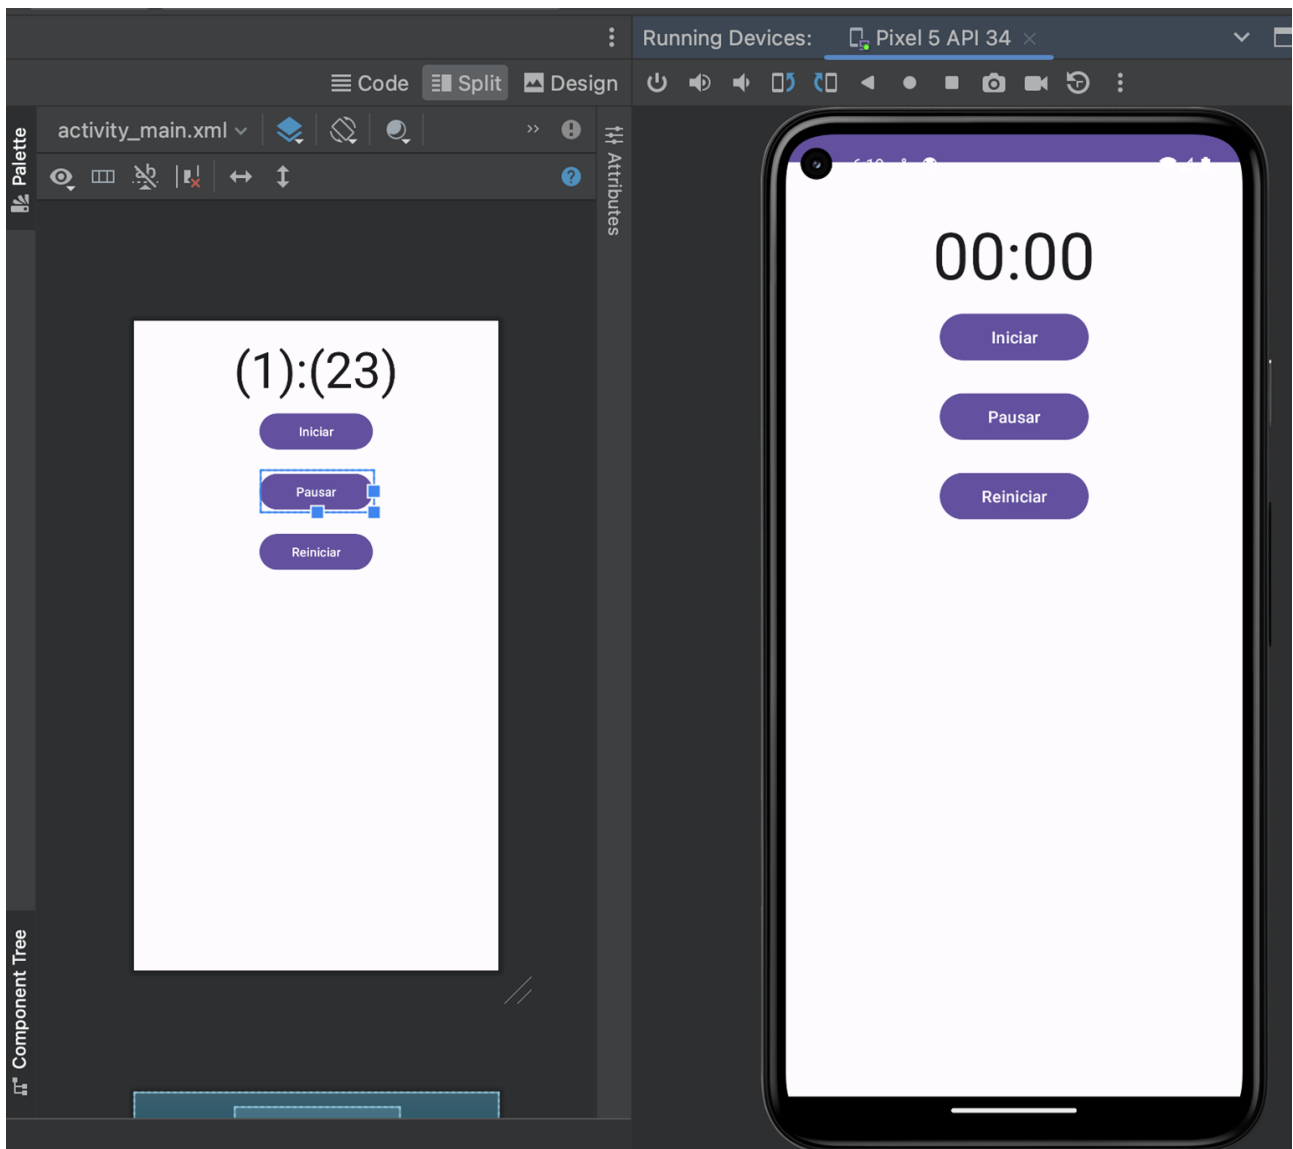 Running Devices:
Pixel 5 API 34
Code
Split
Design
activity_main.xml
Palette
Attributes
(1):(23)
Iniciar
Pausar
Reiniciar
Component Tree
00:00
Iniciar
Pausar
Reiniciar